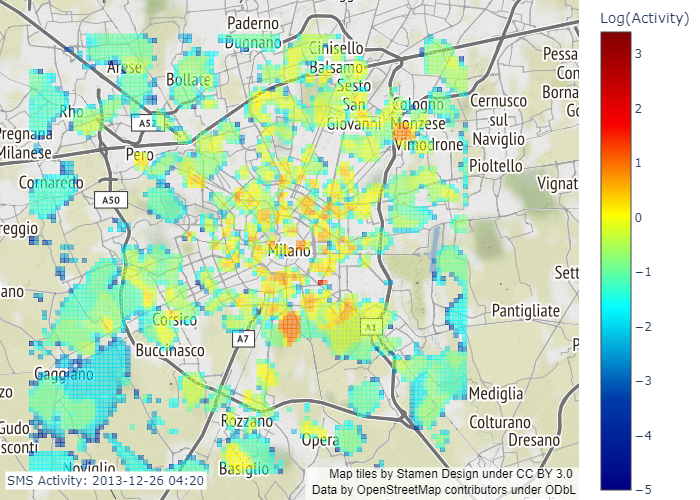 Log(Activity)
Paderno
Dugnano
Cinisello
Balsamo
Pessa
Con
Borna
Go
Arese
Bollate
Sesto
San
Giovanni
Cologno
Monzese
Cernusco
sul
Naviglio
Rho
A52
Pregnana
Milanese
Pero
Vimodrone
Pioltello
Cornaredo
A50
Vignat
reggio
Milano
Sett
ano
Pantigliate
Corsico
A1
A7
P
Buccinasco
Gaggiano
zo
Mediglia
Rozzano
Colturano
Dresano
Gudo
sconti
Opera
Noviglio
Basiglio
SMS Activity: 2013-12-26 04:20
Map tiles by Stamen Design under CC BY 3.0
Data by OpenStreetMap contributors under ODbL
3
2
1
0
−1
−2
−3
−4
−5